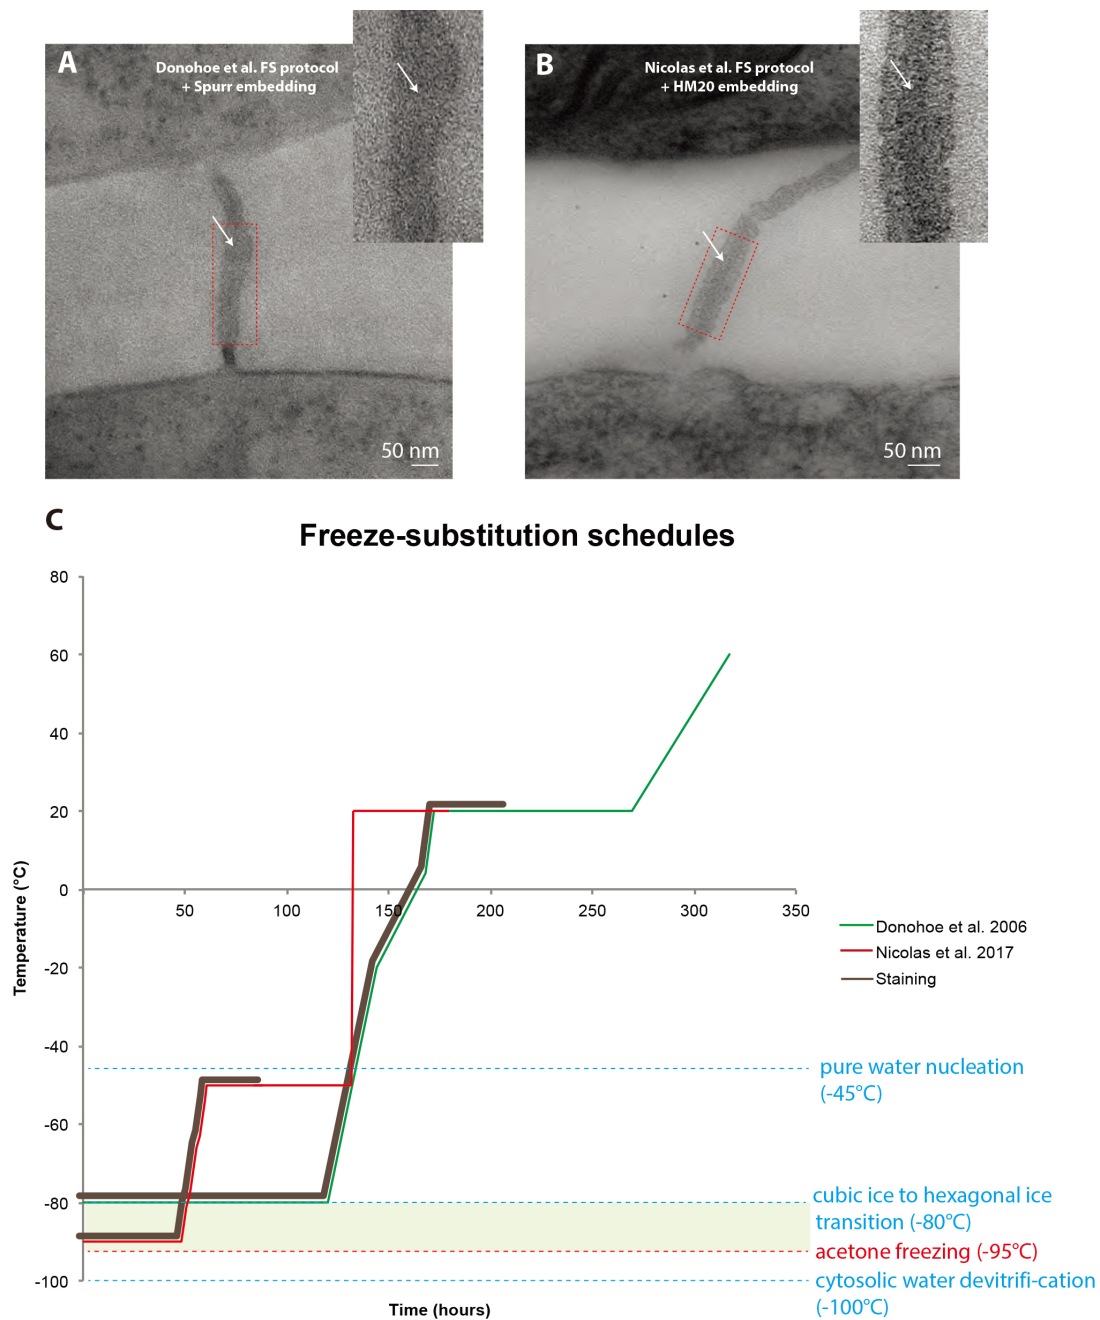 A
Donohoe et al. FS protocol
+ Spurr embedding
50 nm
B
Nicolas et al. FS protocol
+ HM20 embedding
50 nm
C
Freeze-substitution schedules
80
60
40
20
0
-20
-40
-60
-80
-100
50
100
150
200
250
300
350
Temperature (°C)
Time (hours)
Donohoe et al. 2006
Nicolas et al. 2017
Staining
pure water nucleation
(-45°C)
cubic ice to hexagonal ice
transition (-80°C)
acetone freezing (-95°C)
cytosolic water devitrifi-cation
(-100°C)